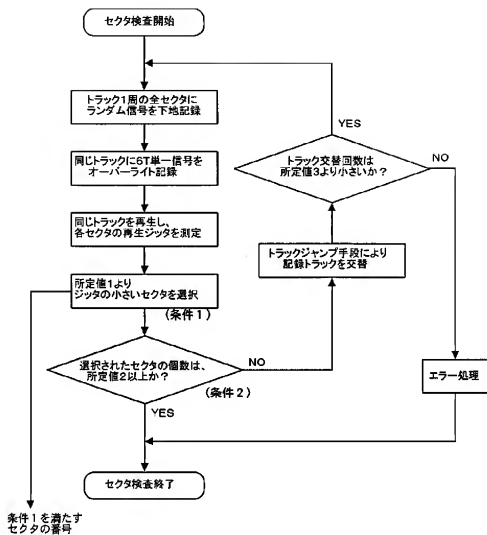 セクタ検査開始
トラック1周の全セクタに
ランダム信号を下地記録
同じトラックに6T単一信号を
オーバーライト記録
同じトラックを再生し、
各セクタの再生ジッタを測定
所定値1より
ジッタの小さいセクタを選択
(条件1)
選択されたセクタの個数は、
所定値2以上か?
(条件2)
NO
YES
トラックジャンプ手段により
記録トラックを交替
トラック交替回数は
所定値3より小さいか?
YES
NO
エラー処理
セクタ検査終了
条件1を満たす
セクタの番号